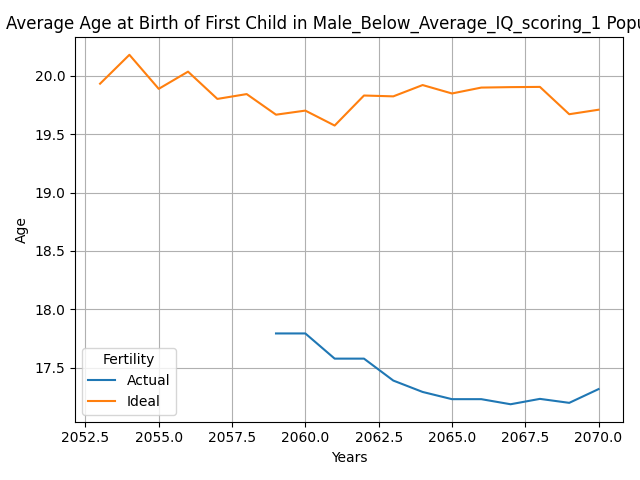 Average Age at Birth of First Child in Male_Below_Average_IQ_scoring_1 Popu
20.0
19.5
19.0
18.5
18.0
17.5
Age
Fertility
Actual
Ideal
2052.5 2055.0 2057.5 2060.0 2062.5 2065.0 2067.5 2070.0
Years